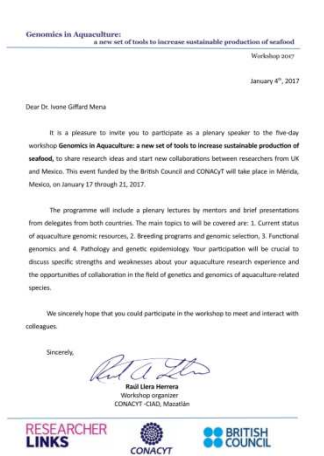 Genomics in Aquaculture:
a new set of tools to increase sustainable production of seafood
Workshop 2017
January 4th, 2017
Dear Dr. Ivone Giffard Mena
It is a pleasure to invite you to participate as a plenary speaker to the five-day
workshop Genomics in Aquaculture: a new set of tools to increase sustainable production of
seafood, to share research ideas and start new collaborations between researchers from UK
and Mexico. This event funded by the British Council and CONACyT will take place in Mérida,
Mexico, on January 17 through 21, 2017.
The programme will include a plenary lectures by mentors and brief presentations
from delegates from both countries. The main topics to will be covered are: 1. Current status
of aquaculture genomic resources, 2. Breeding programs and genomic selection, 3. Functional
genomics and 4. Pathology and genetic epidemiology. Your participation will be crucial to
discuss specific strengths and weaknesses about your aquaculture research experience and
the opportunities of collaboration in the field of genetics and genomics of aquaculture-related
species.
We sincerely hope that you could participate in the workshop to meet and interact with
colleagues.
Sincerely,
Raúl Llera Herrera
Workshop organizer
CONACYT -CIAD, Mazatlán
RESEARCHER
LINKS
CONACYT
BRITISH
COUNCIL